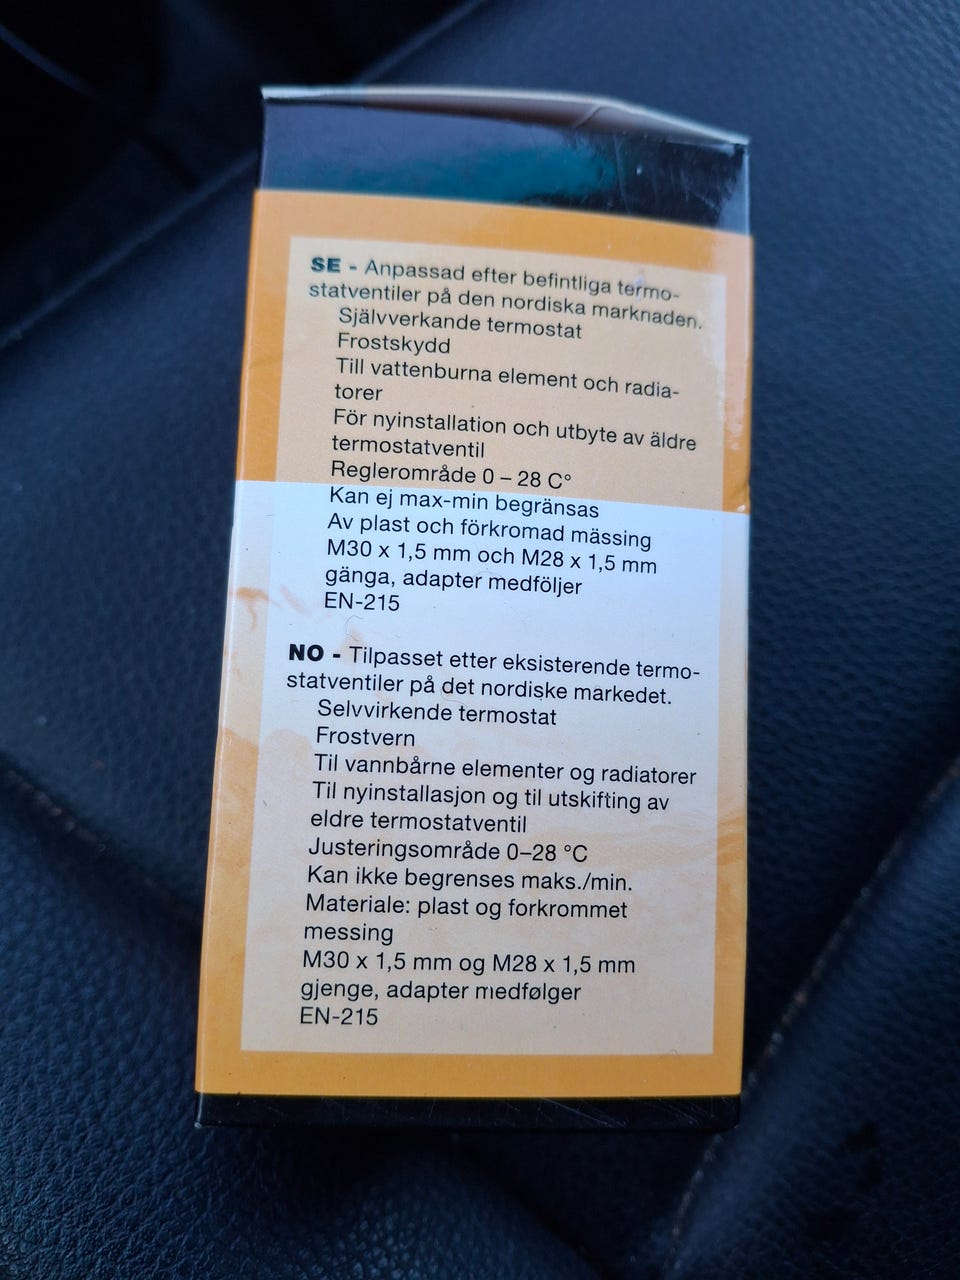 SE - Anpassad efter befintliga termo-
statventiler på den nordiska marknaden.
Självverkande termostat
Frostskydd
Till vattenburna element och radia-
torer
För nyinstallation och utbyte av äldre
termostatventil
Reglerområde 0 – 28 C°
Kan ej max-min begränsas
Av plast och förkromad mässing
M30 x 1,5 mm och M28 x 1,5 mm
gänga, adapter medföljer
EN-215
NO - Tilpasset etter eksisterende termo-
statventiler på det nordiske markedet.
Selvvirkende termostat
Frostvern
Til vannbårne elementer og radiatorer
Til nyinstallasjon og til utskifting av
eldre termostatventil
Justeringsområde 0–28 °C
Kan ikke begrenses maks./min.
Materiale: plast og forkrommet
messing
M30 x 1,5 mm og M28 x 1,5 mm
gjenge, adapter medfølger
EN-215